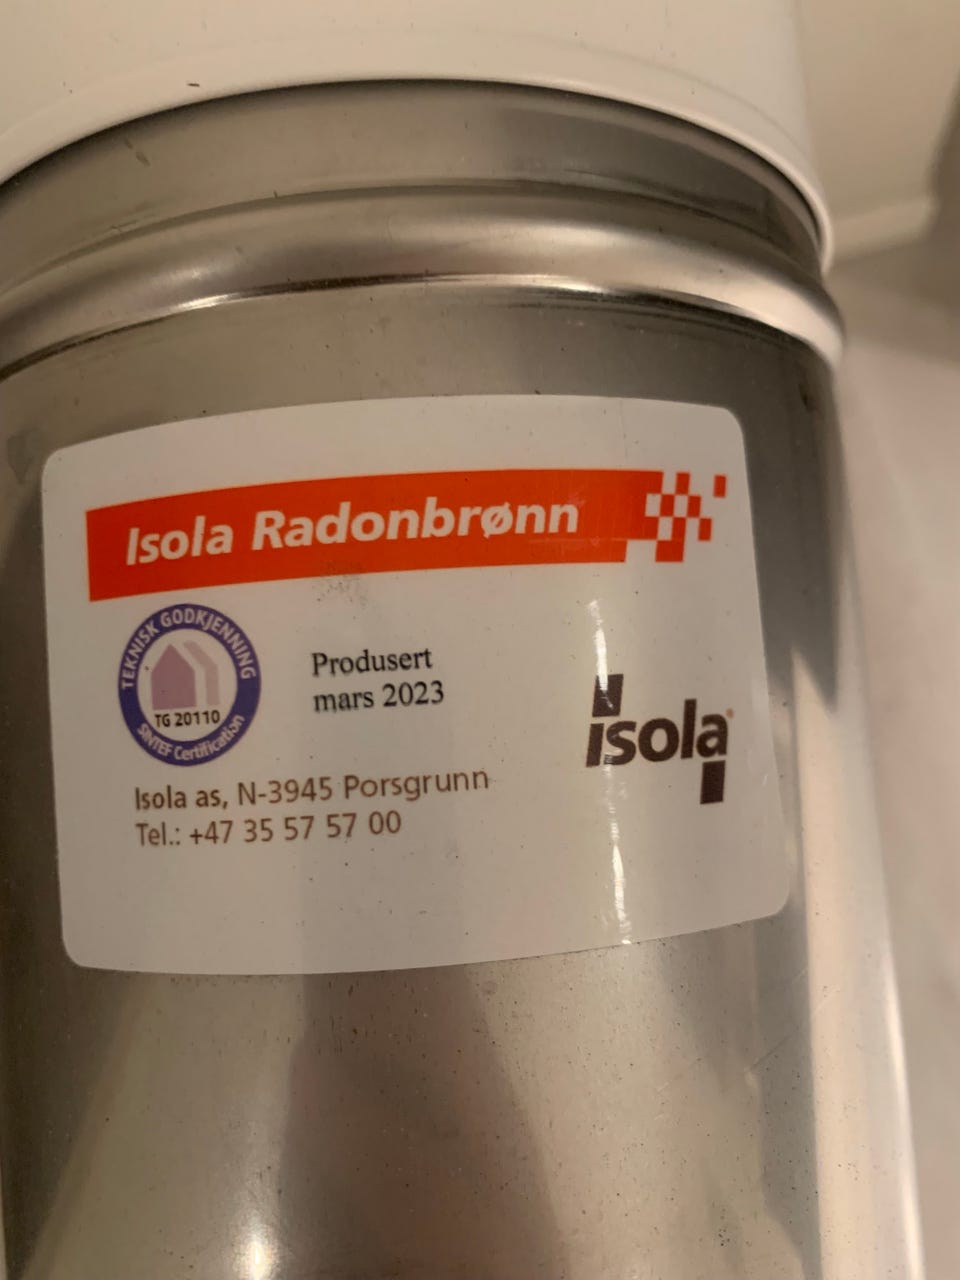 Isola Radonbrønn
TEKNISK GODKJENNING
TG 20110
SINTEF Certification
Produsert
mars 2023
isola®
Isola as, N-3945 Porsgrunn
Tel.: +47 35 57 57 00